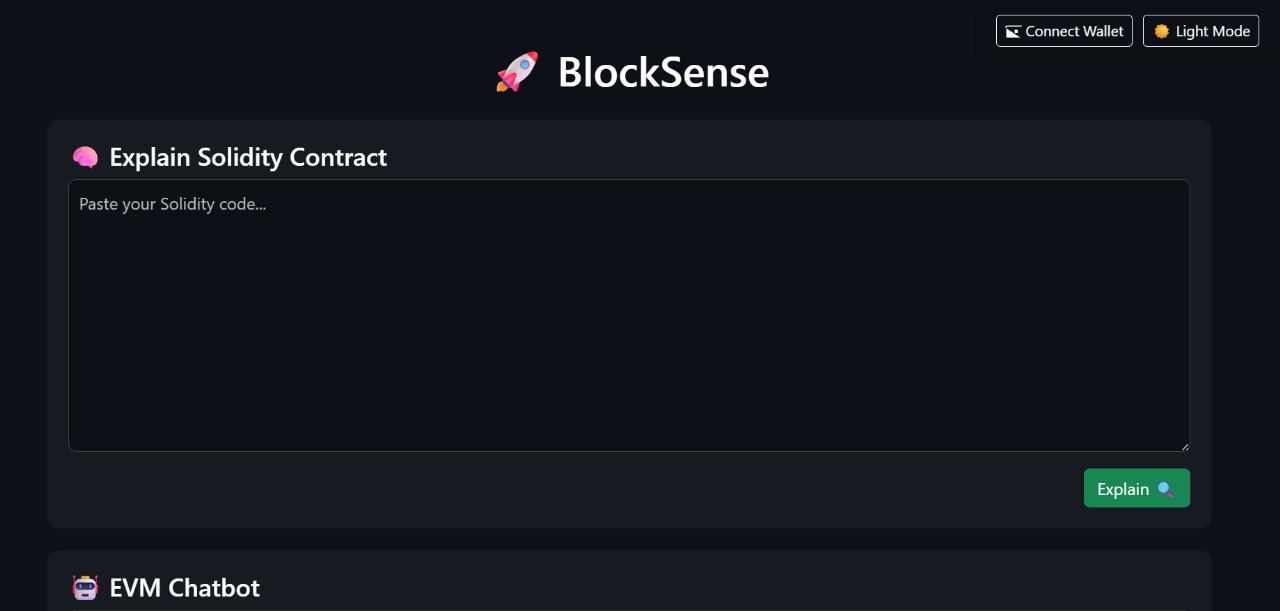 Connect Wallet
Light Mode
BlockSense
Explain Solidity Contract
Paste your Solidity code...
Explain
EVM Chatbot